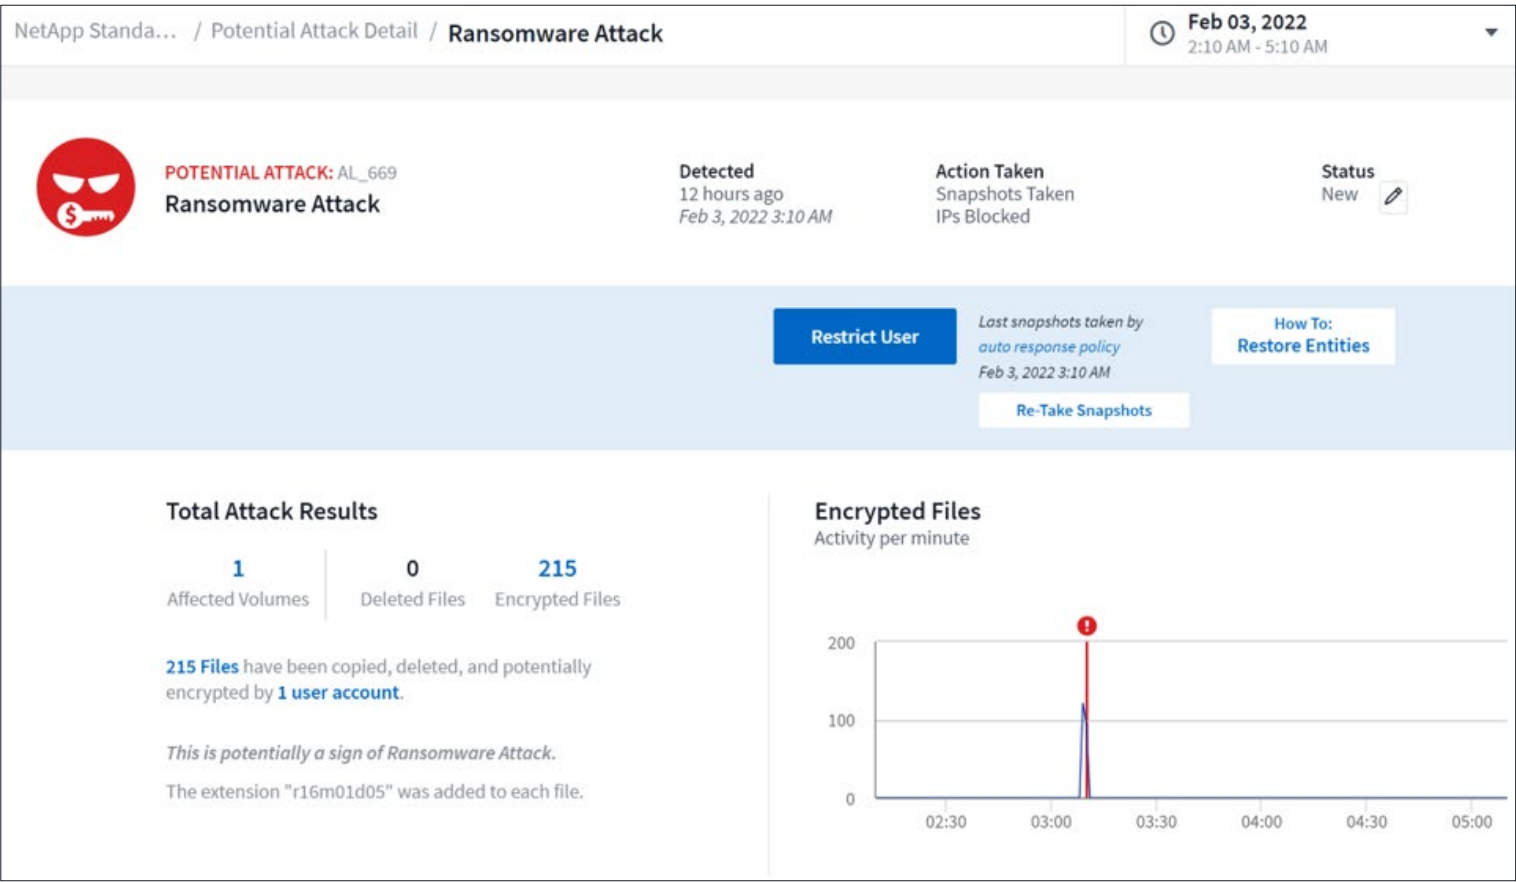 NetApp Standa... / Potential Attack Detail / Ransomware Attack
Feb 03, 2022
2:10 AM - 5:10 AM
POTENTIAL ATTACK: AL_669
Ransomware Attack
Detected
12 hours ago
Feb 3, 2022 3:10 AM
Action Taken
Snapshots Taken
IPs Blocked
Status
New
Restrict User
Last snapshots taken by
auto response policy
Feb 3, 2022 3:10 AM
Re-Take Snapshots
How To:
Restore Entities
Total Attack Results
1
Affected Volumes
0
Deleted Files
215
Encrypted Files
215 Files have been copied, deleted, and potentially
encrypted by 1 user account.
This is potentially a sign of Ransomware Attack.
The extension "r16m01d05" was added to each file.
Encrypted Files
Activity per minute
200
100
0
02:30 03:00 03:30 04:00 04:30 05:00